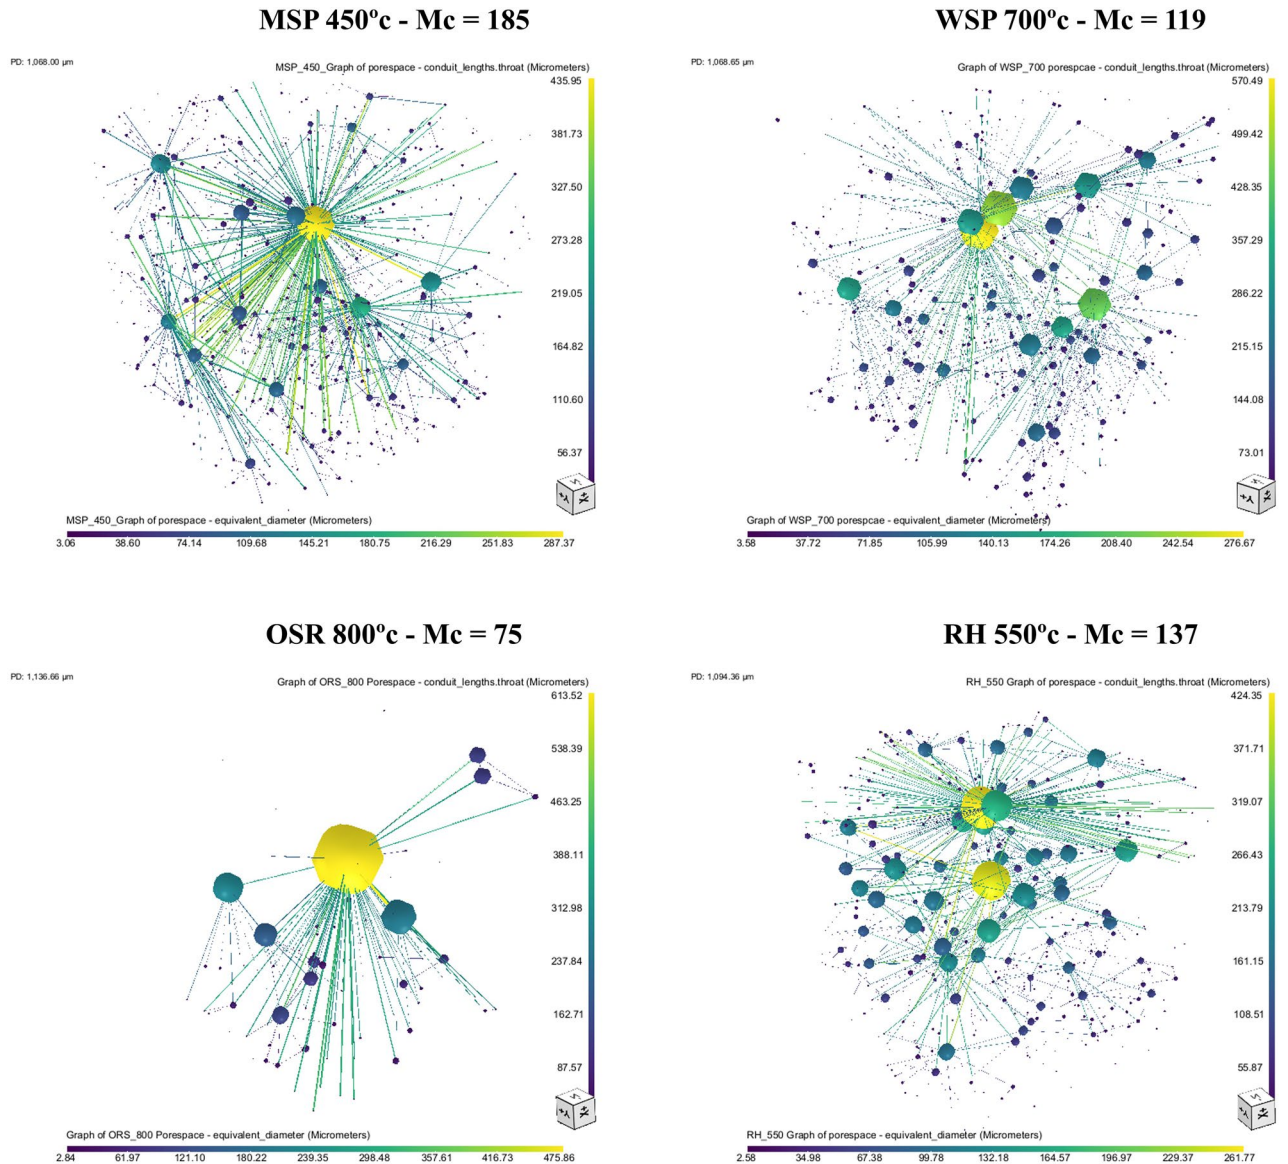 MSP 450ºc - Mc = 185
PD: 1,068.00 µm
MSP_450_Graph of porespace - conduit_lengths.throat (Micrometers)
435.95
381.73
327.50
273.28
219.05
164.82
110.60
56.37
MSP_450_Graph of porespace - equivalent_diameter (Micrometers)
3.06 38.60 74.14 109.68 145.21 180.75 216.29 251.83 287.37
WSP 700ºc - Mc = 119
PD: 1,068.65 µm
Graph of WSP_700 porespcae - conduit_lengths.throat (Micrometers)
570.49
499.42
428.35
357.29
286.22
215.15
144.08
73.01
Graph of WSP_700 porespcae - equivalent_diameter (Micrometers)
3.58 37.72 71.85 105.99 140.13 174.26 208.40 242.54 276.67
OSR 800ºc - Mc = 75
PD: 1,136.66 µm
Graph of ORS_800 Porespace - conduit_lengths.throat (Micrometers)
613.52
538.39
463.25
388.11
312.98
237.84
162.71
87.57
Graph of ORS_800 Porespace - equivalent_diameter (Micrometers)
2.84 61.97 121.10 180.22 239.35 298.48 357.61 416.73 475.86
RH 550ºc - Mc = 137
PD: 1,094.36 µm
RH_550 Graph of porespace - conduit_lengths.throat (Micrometers)
424.35
371.71
319.07
266.43
213.79
161.15
108.51
55.87
RH_550 Graph of porespace - equivalent_diameter (Micrometers)
2.58 34.98 67.38 99.78 132.18 164.57 196.97 229.37 261.77